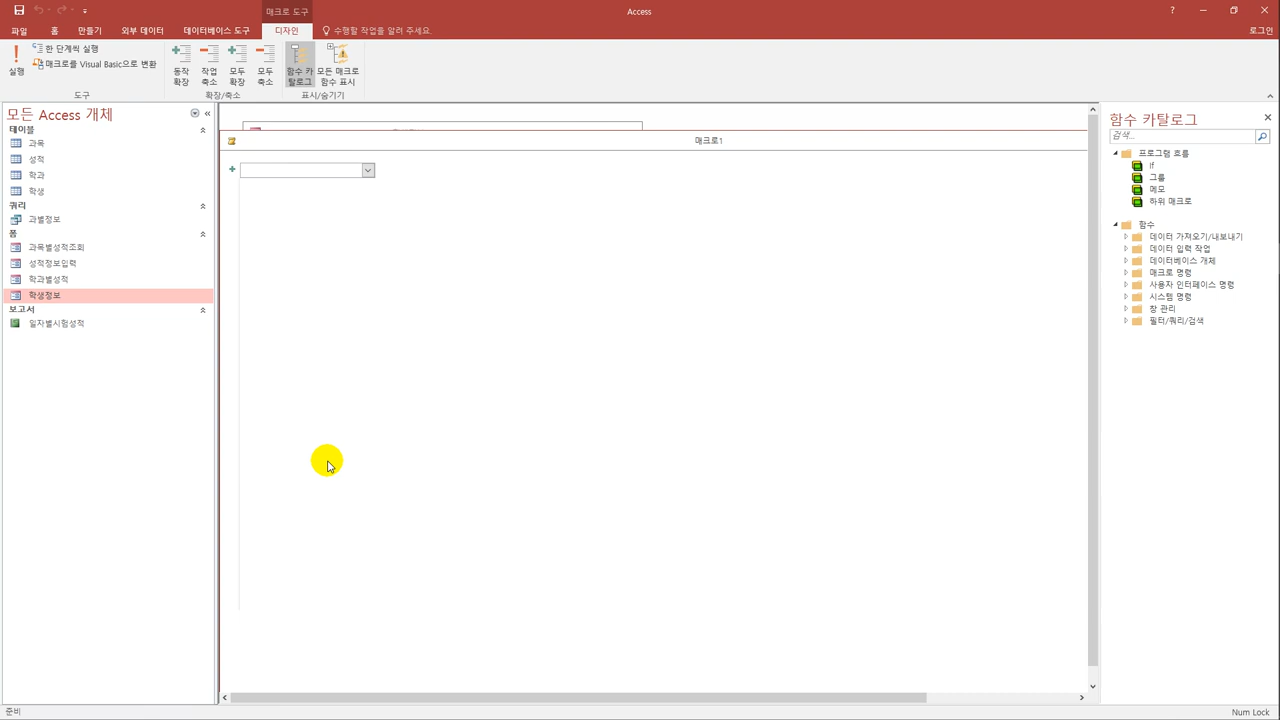 매크로 도구
Access
?
파일
홈
만들기
외부 데이터
데이터베이스 도구
디자인
수행할 작업을 알려 주세요.
로그인
실행
한 단계씩 실행
매크로를 Visual Basic으로 변환
도구
동작
확장
작업
축소
모두
확장
모두
축소
확장/축소
함수 카
탈로그
모든 매크로
함수 표시
표시/숨기기
모든 Access 개체
테이블
과목
성적
학과
학생
쿼리
과별정보
폼
과목별성적조회
성적정보입력
학과별성적
학생정보
보고서
일자별시험성적
매크로1
함수 카탈로그
검색...
프로그램 흐름
If
그룹
메모
하위 매크로
함수
데이터 가져오기/내보내기
데이터 입력 작업
데이터베이스 개체
매크로 명령
사용자 인터페이스 명령
시스템 명령
창 관리
필터/쿼리/검색
준비
Num Lock